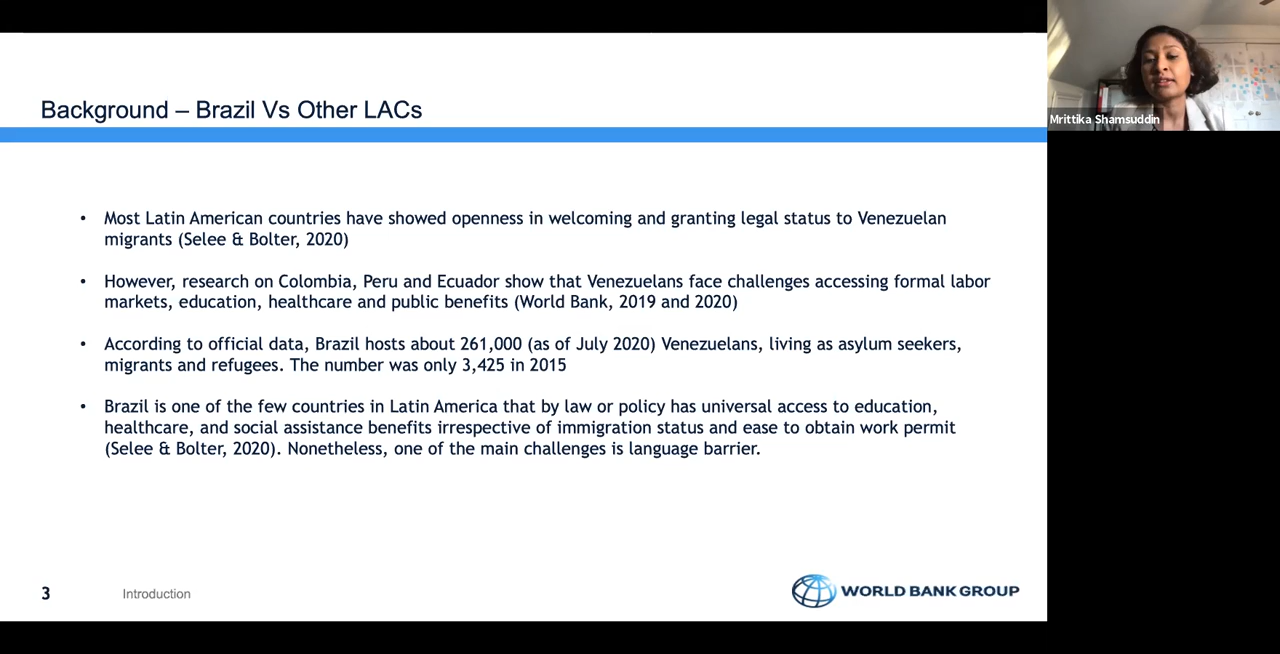 Background – Brazil Vs Other LACs
Mrittika Shamsuddin
• Most Latin American countries have showed openness in welcoming and granting legal status to Venezuelan
migrants (Selee & Bolter, 2020)
• However, research on Colombia, Peru and Ecuador show that Venezuelans face challenges accessing formal labor
markets, education, healthcare and public benefits (World Bank, 2019 and 2020)
• According to official data, Brazil hosts about 261,000 (as of July 2020) Venezuelans, living as asylum seekers,
migrants and refugees. The number was only 3,425 in 2015
• Brazil is one of the few countries in Latin America that by law or policy has universal access to education,
healthcare, and social assistance benefits irrespective of immigration status and ease to obtain work permit
(Selee & Bolter, 2020). Nonetheless, one of the main challenges is language barrier.
3
Introduction
WORLD BANK GROUP